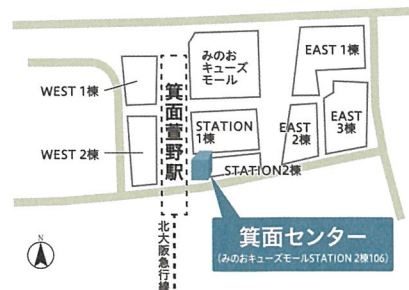 みのお
キューズ
モール
EAST 1棟
WEST 1棟
箕面萱野駅
STATION
1棟
EAST
2棟
EAST
3棟
WEST 2棟
STATION2棟
北大阪急行線
箕面センター
(みのおキューズモールSTATION 2棟106)
N